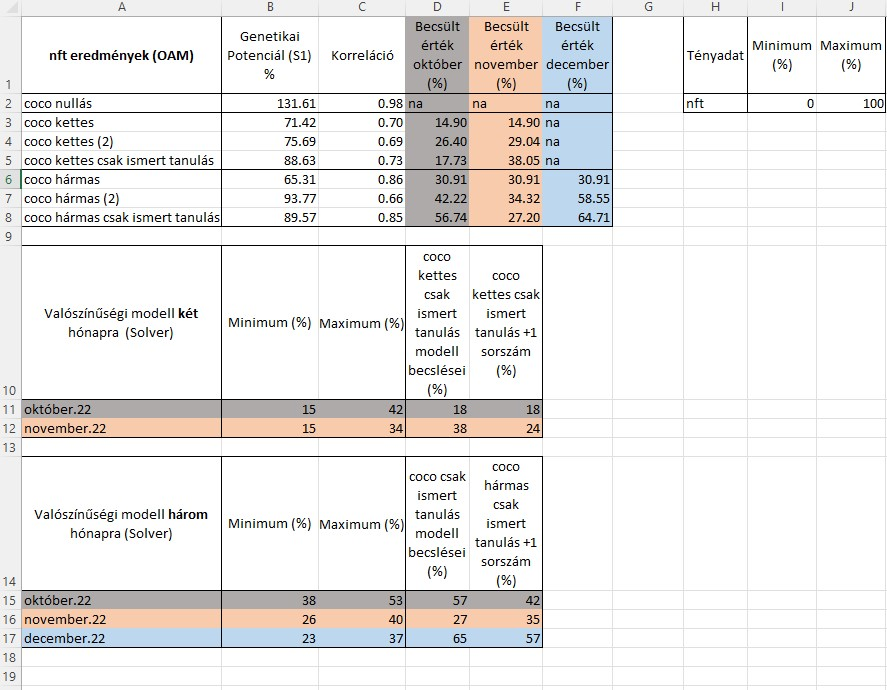 A B C D E F G H I J
1 nft eredmények (OAM) Genetikai Potenciál (S1) % Korreláció Becsült érték október (%) Becsült érték november (%) Becsült érték december (%) Tényadat Minimum (%) Maximum (%)
2 coco nullás 131.61 0.98 na na na nft 0 100
3 coco kettes 71.42 0.70 14.90 14.90 na
4 coco kettes (2) 75.69 0.69 26.40 29.04 na
5 coco kettes csak ismert tanulás 88.63 0.73 17.73 38.05 na
6 coco hármas 65.31 0.86 30.91 30.91 30.91
7 coco hármas (2) 93.77 0.66 42.22 34.32 58.55
8 coco hármas csak ismert tanulás 89.57 0.85 56.74 27.20 64.71
9
10 Valószínűségi modell két hónapra (Solver) Minimum (%) Maximum (%) coco kettes csak ismert tanulás modell becslései (%) coco kettes csak ismert tanulás +1 sorszám (%)
11 október.22 15 42 18 18
12 november.22 15 34 38 24
13
14 Valószínűségi modell három hónapra (Solver) Minimum (%) Maximum (%) coco csak ismert tanulás modell becslései (%) coco hármas csak ismert tanulás +1 sorszám (%)
15 október.22 38 53 57 42
16 november.22 26 40 27 35
17 december.22 23 37 65 57
18
19